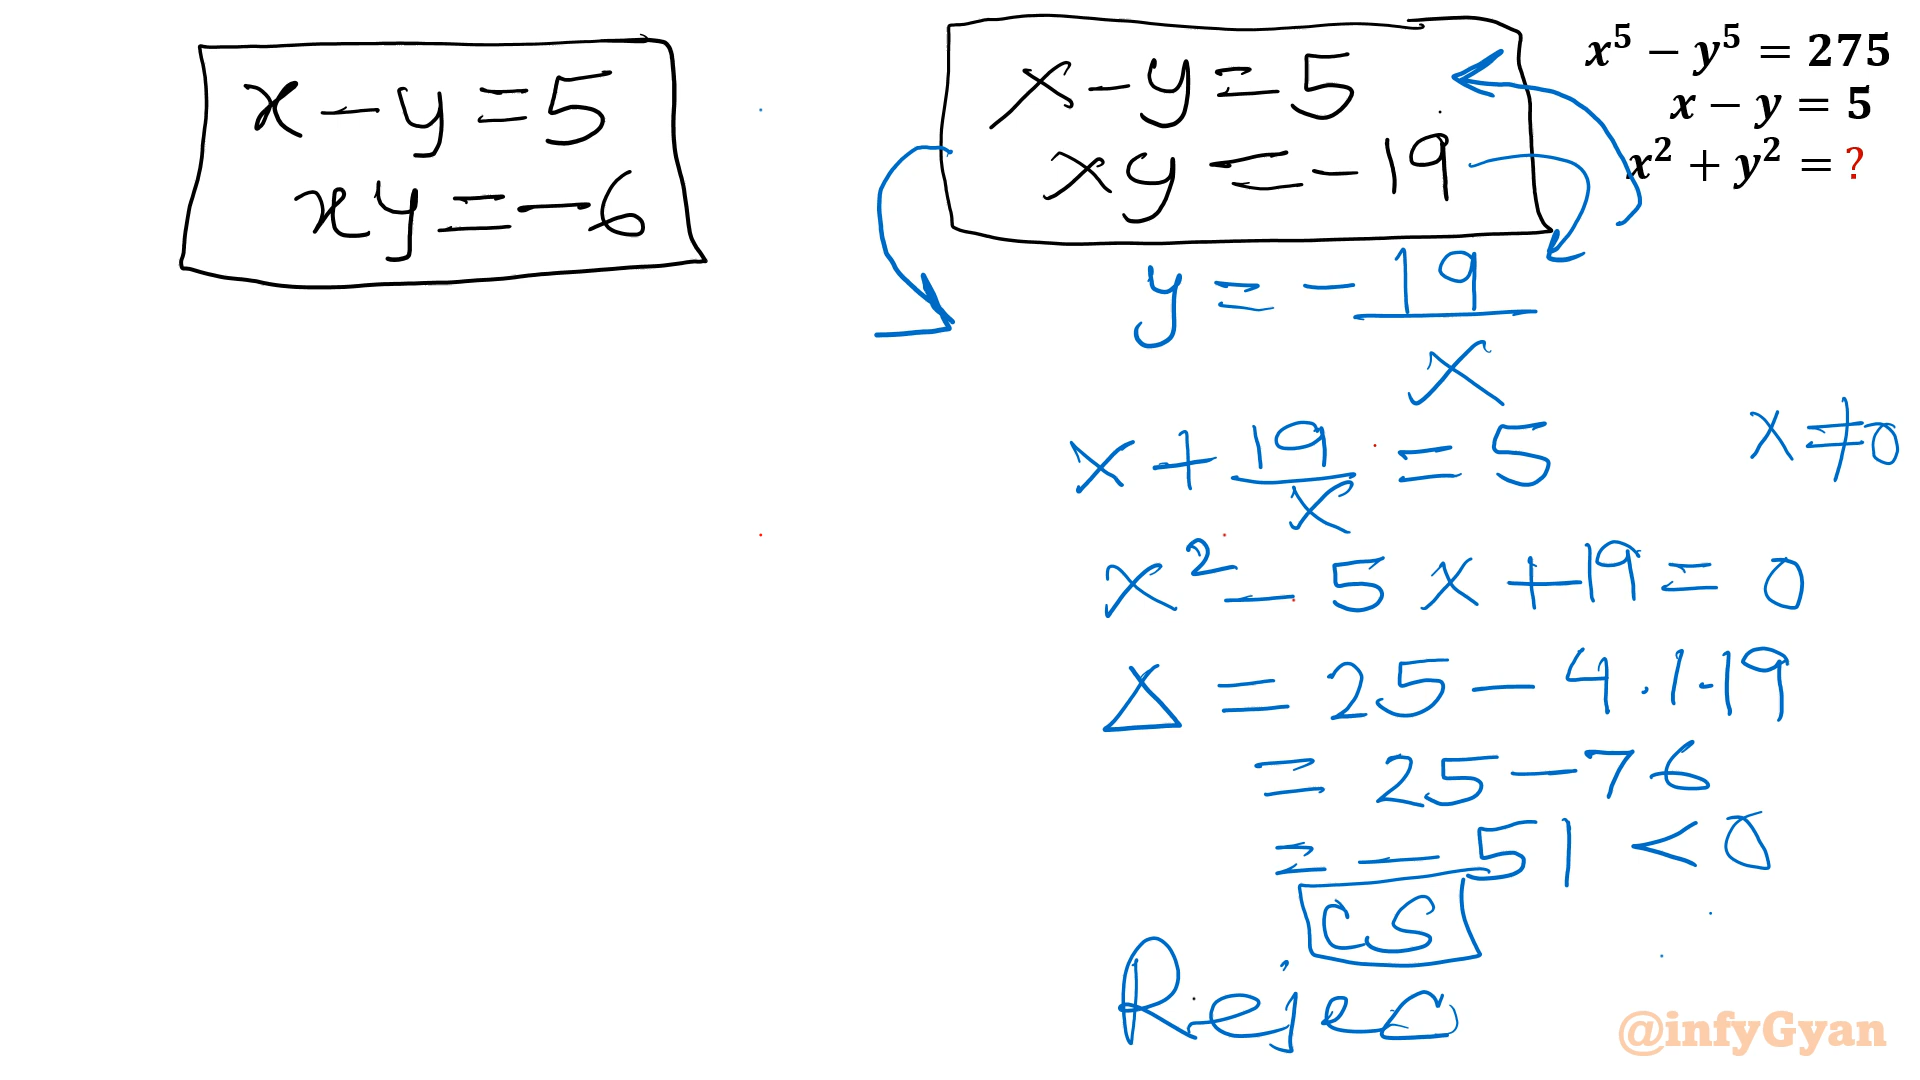 x - y = 5
xy = -6
x - y = 5
xy = -19
y = -19/x
x + 19/x = 5
x ≠ 0
x² - 5x + 19 = 0
Δ = 25 - 4.1.19
= 25 - 76
= - 51 < 0
CS
Rejec
x⁵ − y⁵ = 275
x − y = 5
x² + y² = ?
@infyGyan